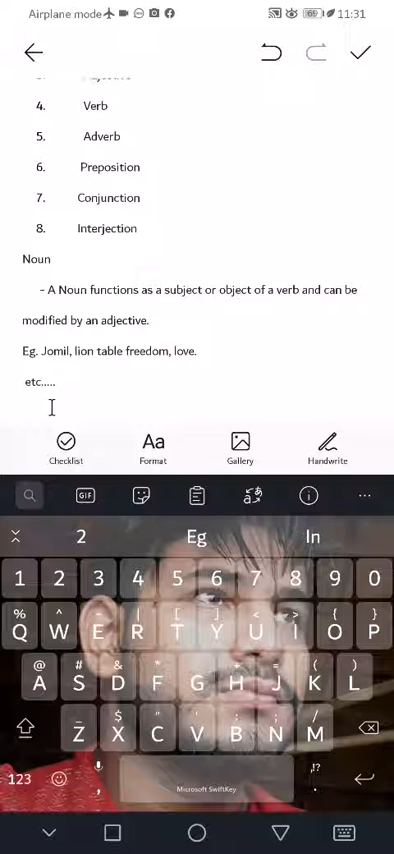 Airplane mode 69 11:31
4. Verb
5. Adverb
6. Preposition
7. Conjunction
8. Interjection
Noun
- A Noun functions as a subject or object of a verb and can be
modified by an adjective.
Eg. Jomil, lion table freedom, love.
etc.....
Checklist Format Gallery Handwrite
GIF
2 Eg In
1 2 3 4 5 6 7 8 9 0
% ^ ~ | [ ] < > { }
Q W E R T Y U I O P
@ # & * - + = ( )
A S D F G H J K L
_ $ " ' : ; /
Z X C V B N M
123 , Microsoft SwiftKey ,!? .